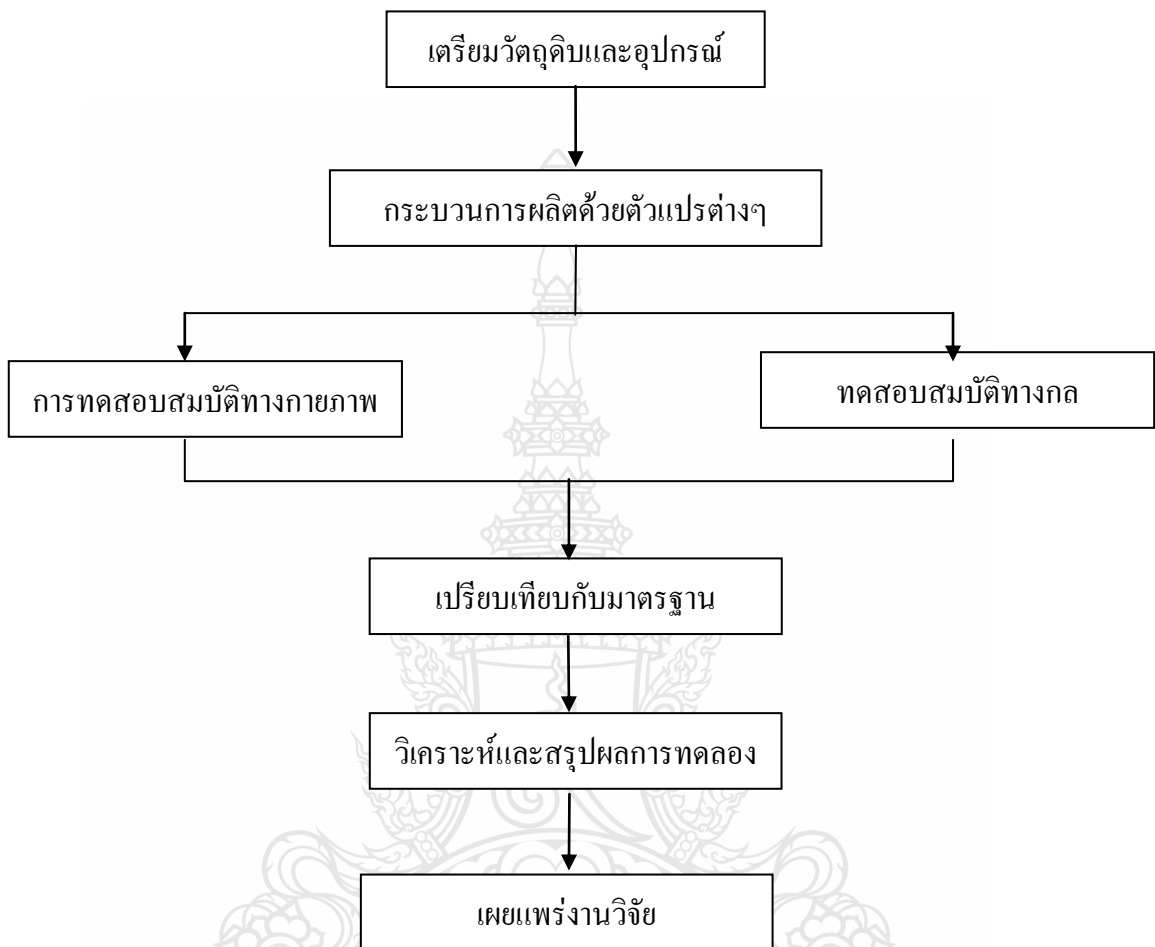 เตรียมวัตถุดิบและอุปกรณ์
กระบวนการผลิตด้วยตัวแปรต่างๆ
การทดสอบสมบัติทางกายภาพ
ทดสอบสมบัติทางกล
เปรียบเทียบกับมาตรฐาน
วิเคราะห์และสรุปผลการทดลอง
เผยแพร่งานวิจัย